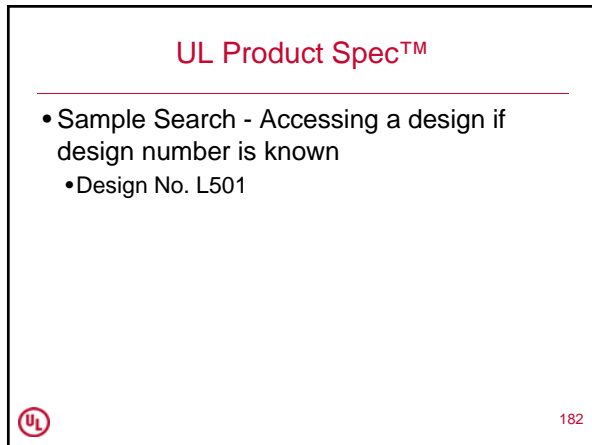 UL Product Spec™
• Sample Search - Accessing a design if
design number is known
•Design No. L501
UL
182